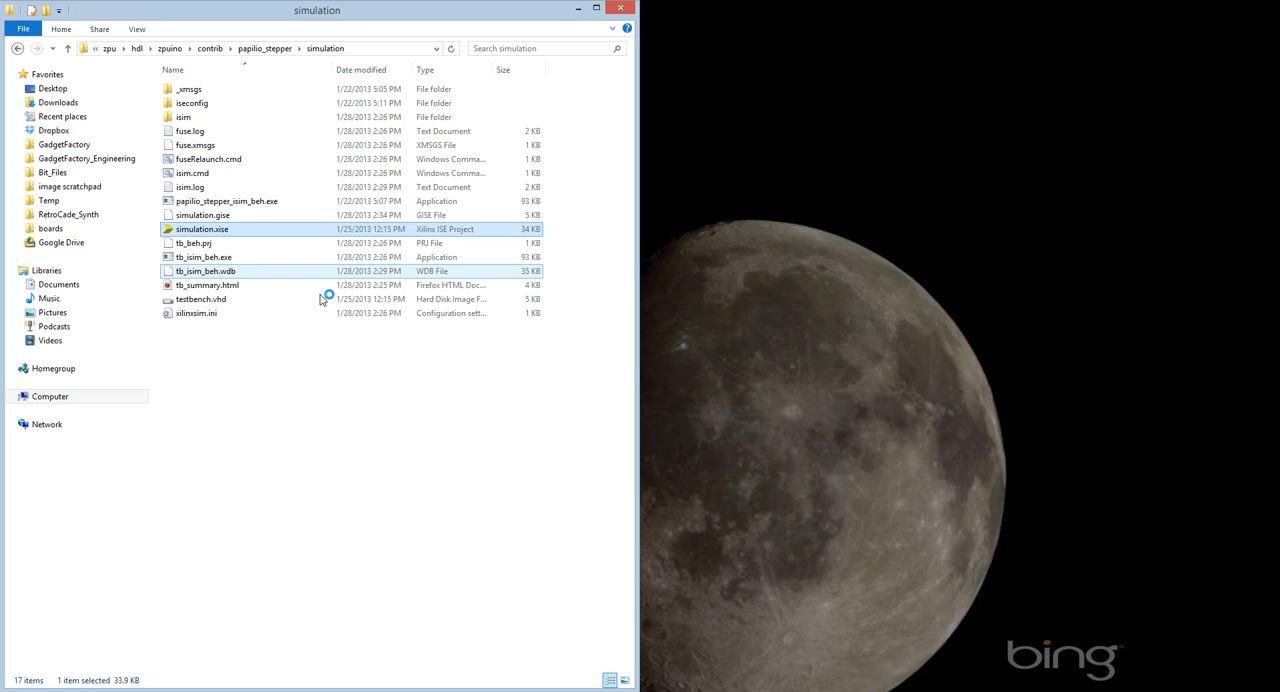 simulation
File Home Share View
« zpu hdl zpuino contrib papilio_stepper simulation Search simulation
Name Date modified Type Size
Favorites
Desktop
Downloads
Recent places
Dropbox
GadgetFactory
GadgetFactory_Engineering
Bit_Files
image scratchpad
Temp
RetroCade_Synth
boards
Google Drive
Libraries
Documents
Music
Pictures
Podcasts
Videos
Homegroup
Computer
Network
_xmsgs 1/22/2013 5:05 PM File folder
iseconfig 1/22/2013 5:11 PM File folder
isim 1/28/2013 2:26 PM File folder
fuse.log 1/28/2013 2:26 PM Text Document 2 KB
fuse.xmsgs 1/28/2013 2:26 PM XMSGS File 1 KB
fuseRelaunch.cmd 1/28/2013 2:26 PM Windows Comma... 1 KB
isim.cmd 1/28/2013 2:26 PM Windows Comma... 1 KB
isim.log 1/28/2013 2:29 PM Text Document 2 KB
papilio_stepper_isim_beh.exe 1/22/2013 5:07 PM Application 93 KB
simulation.gise 1/28/2013 2:34 PM GISE File 5 KB
simulation.xise 1/25/2013 12:15 PM Xilinx ISE Project 34 KB
tb_beh.prj 1/28/2013 2:26 PM PRJ File 1 KB
tb_isim_beh.exe 1/28/2013 2:26 PM Application 93 KB
tb_isim_beh.wdb 1/28/2013 2:29 PM WDB File 35 KB
tb_summary.html 1/28/2013 2:25 PM Firefox HTML Doc... 4 KB
testbench.vhd 1/25/2013 12:15 PM Hard Disk Image F... 5 KB
xilinxsim.ini 1/28/2013 2:26 PM Configuration sett... 1 KB
17 items 1 item selected 33.9 KB
bing™